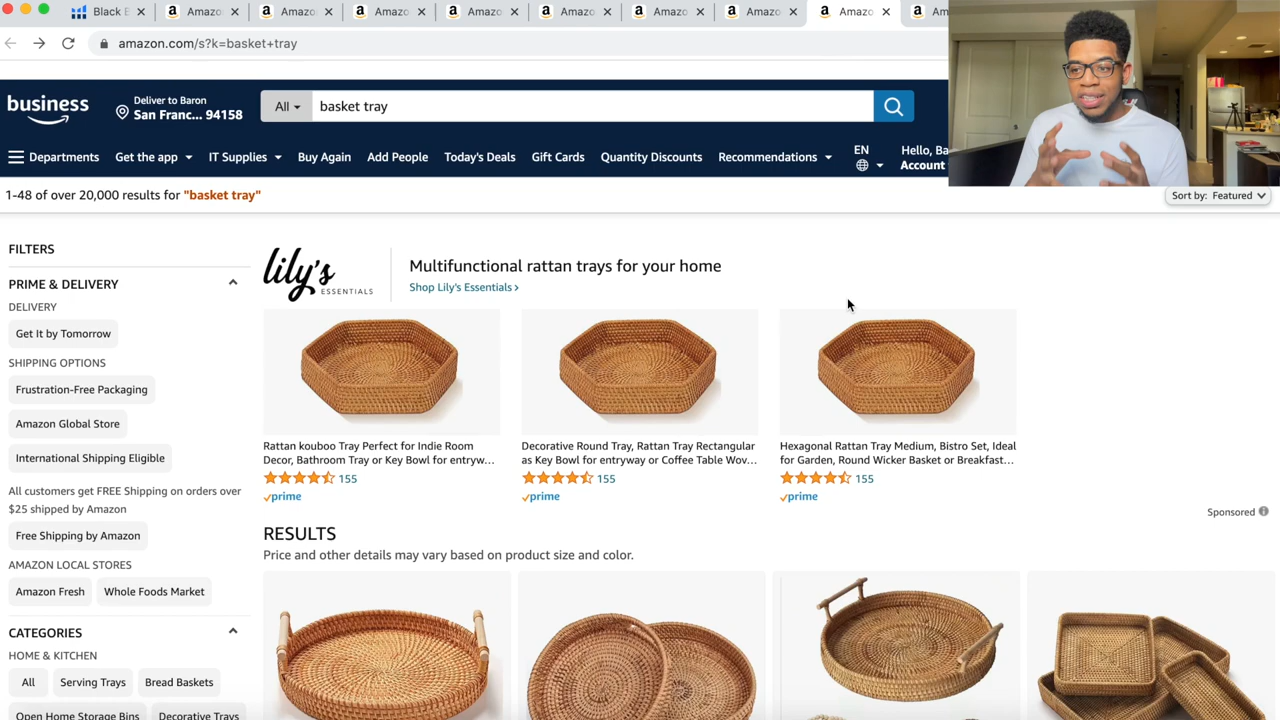 Black E
Amazo
Amazo
Amazo
Amazo
Amazo
Amazo
Amazo
Amazo
Am
amazon.com/s?k=basket+tray
business
Deliver to Baron
San Franc... 94158
All
basket tray
Departments
Get the app
IT Supplies
Buy Again
Add People
Today's Deals
Gift Cards
Quantity Discounts
Recommendations
EN
Hello, Ba
Account
1-48 of over 20,000 results for "basket tray"
Sort by: Featured
FILTERS
PRIME & DELIVERY
DELIVERY
Get It by Tomorrow
SHIPPING OPTIONS
Frustration-Free Packaging
Amazon Global Store
International Shipping Eligible
All customers get FREE Shipping on orders over
$25 shipped by Amazon
Free Shipping by Amazon
AMAZON LOCAL STORES
Amazon Fresh
Whole Foods Market
CATEGORIES
HOME & KITCHEN
All
Serving Trays
Bread Baskets
Open Home Storage Bins
Decorative Trays
lily's
ESSENTIALS
Multifunctional rattan trays for your home
Shop Lily's Essentials ›
Rattan kouboo Tray Perfect for Indie Room
Decor, Bathroom Tray or Key Bowl for entryw...
155
prime
Decorative Round Tray, Rattan Tray Rectangular
as Key Bowl for entryway or Coffee Table Wov...
155
prime
Hexagonal Rattan Tray Medium, Bistro Set, Ideal
for Garden, Round Wicker Basket or Breakfast...
155
prime
Sponsored
RESULTS
Price and other details may vary based on product size and color.